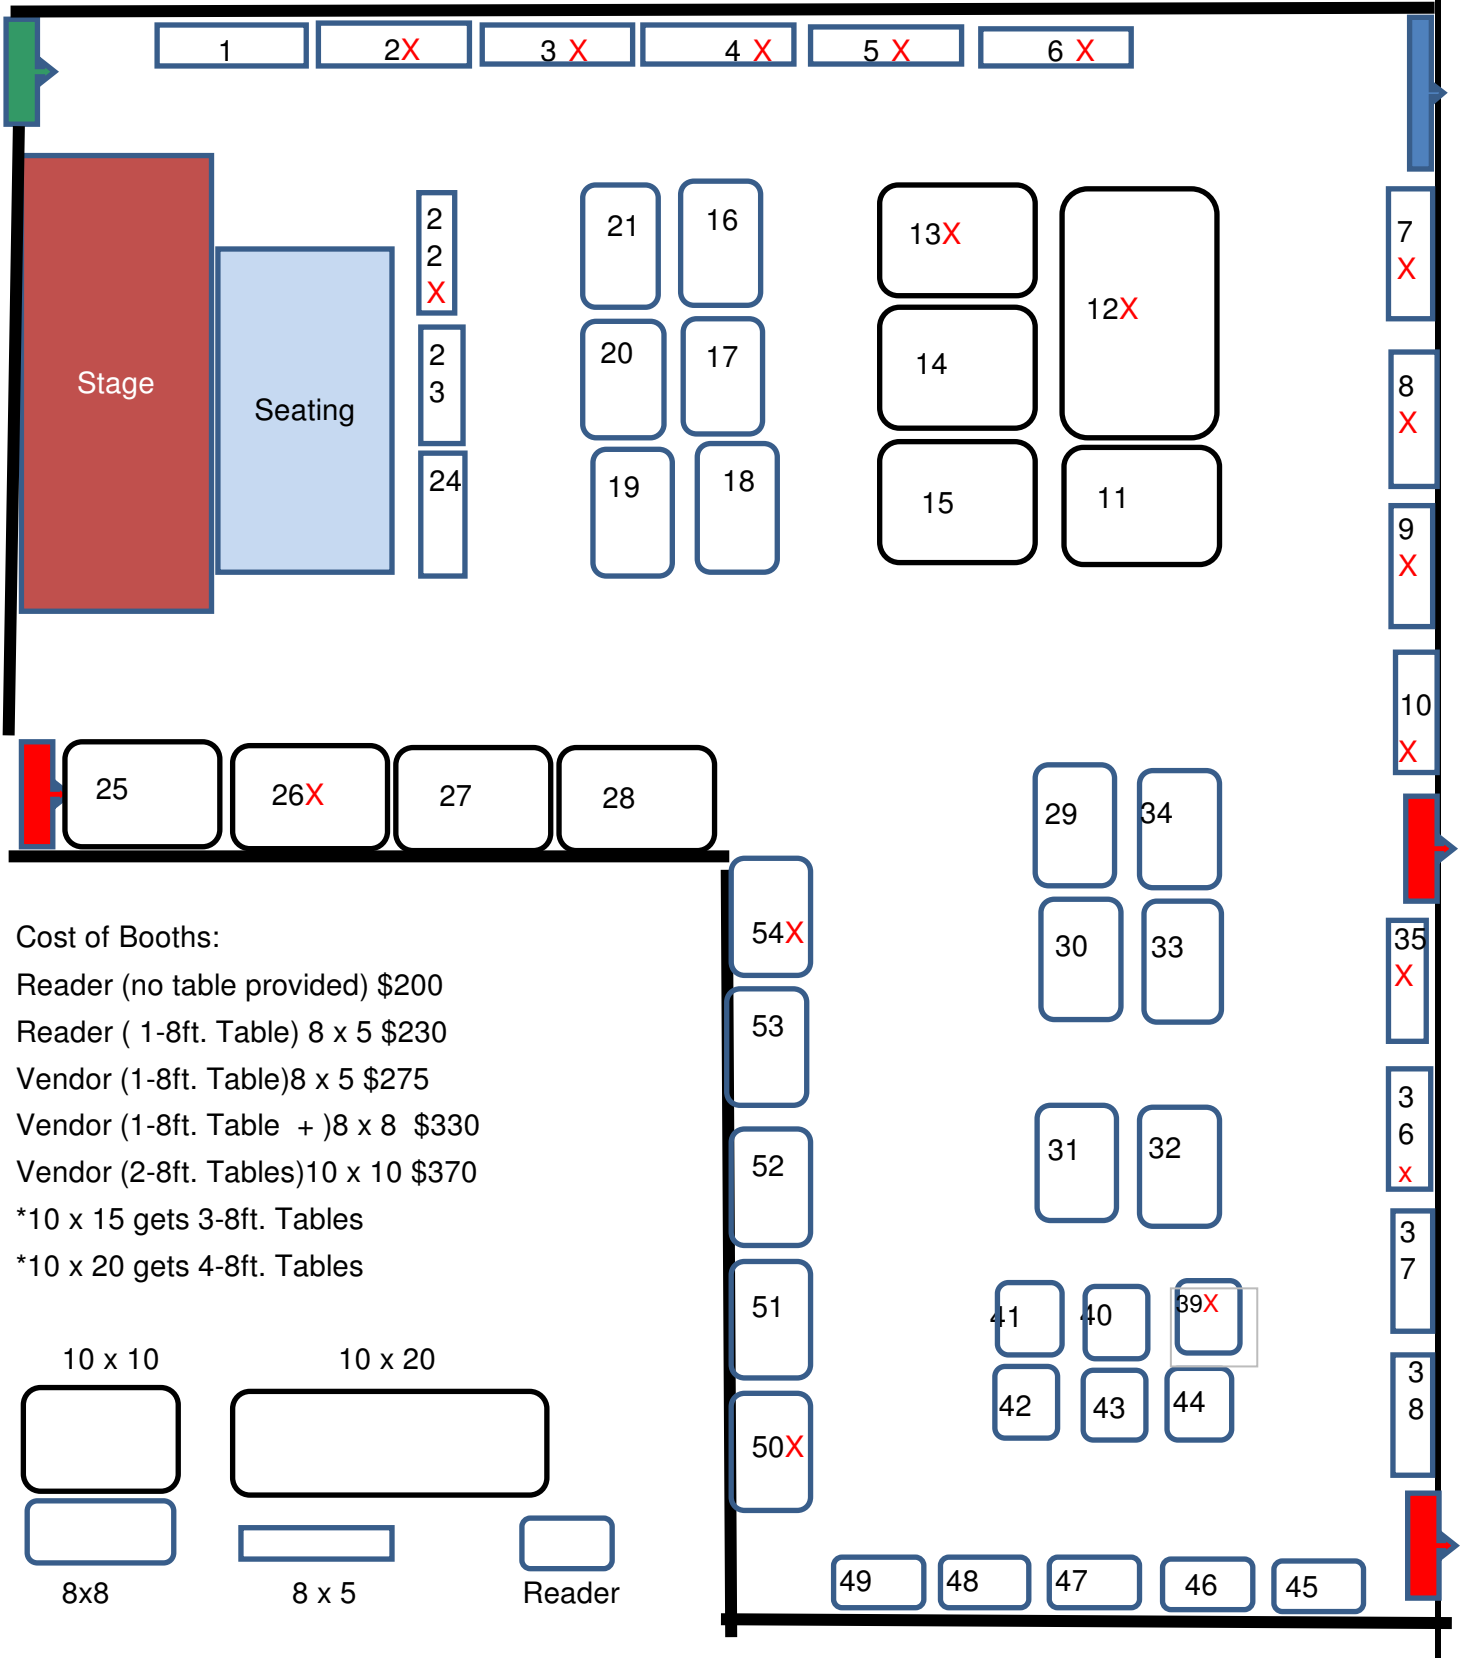 1
2X
3 X
4 X
5 X
6 X
2
2
X
21
16
13X
12X
7
X
2
3
20
17
14
8
X
Stage
Seating
24
19
18
15
11
9
X
10
X
25
26X
27
28
29
34
54X
30
33
35
X
Cost of Booths:
Reader (no table provided) $200
Reader ( 1-8ft. Table) 8 x 5 $230
Vendor (1-8ft. Table)8 x 5 $275
Vendor (1-8ft. Table + )8 x 8 $330
Vendor (2-8ft. Tables)10 x 10 $370
*10 x 15 gets 3-8ft. Tables
*10 x 20 gets 4-8ft. Tables
53
52
31
32
3
6
x
51
41
40
39X
3
7
10 x 10
10 x 20
50X
42
43
44
3
8
8x8
8 x 5
Reader
49
48
47
46
45